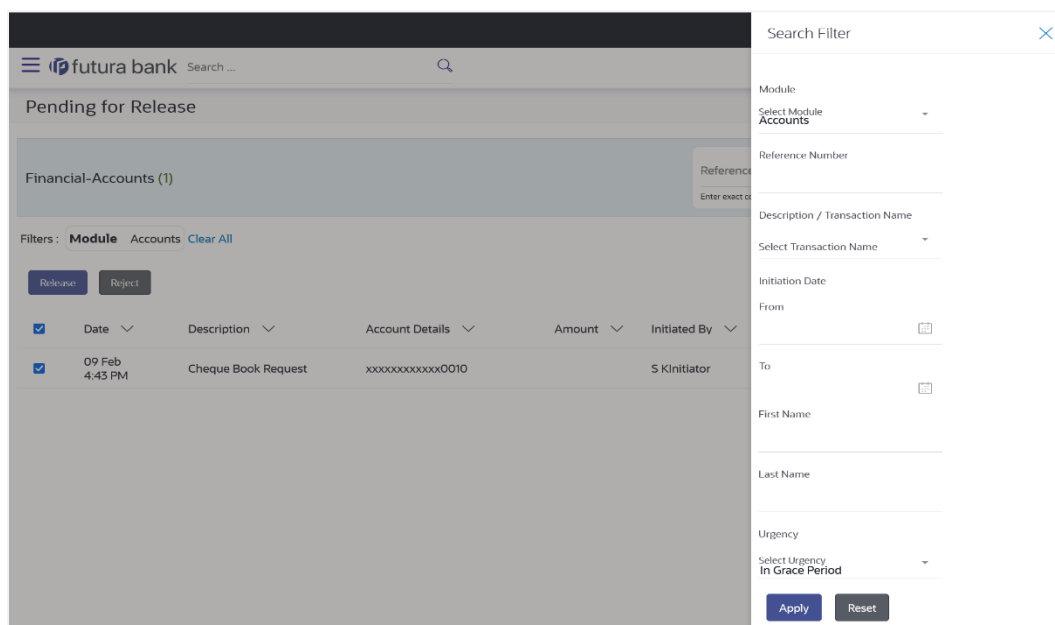 Search Filter
futura bank Search ...
Pending for Release
Financial-Accounts (1)
Reference
Enter exact
Filters : Module Accounts Clear All
Release Reject
Date Description Account Details Amount Initiated By
09 Feb
4:43 PM Cheque Book Request xxxxxxxxxxxx0010 S KInitiator
Module
Select Module
Accounts
Reference Number
Description / Transaction Name
Select Transaction Name
Initiation Date
From
To
First Name
Last Name
Urgency
Select Urgency
In Grace Period
Apply Reset